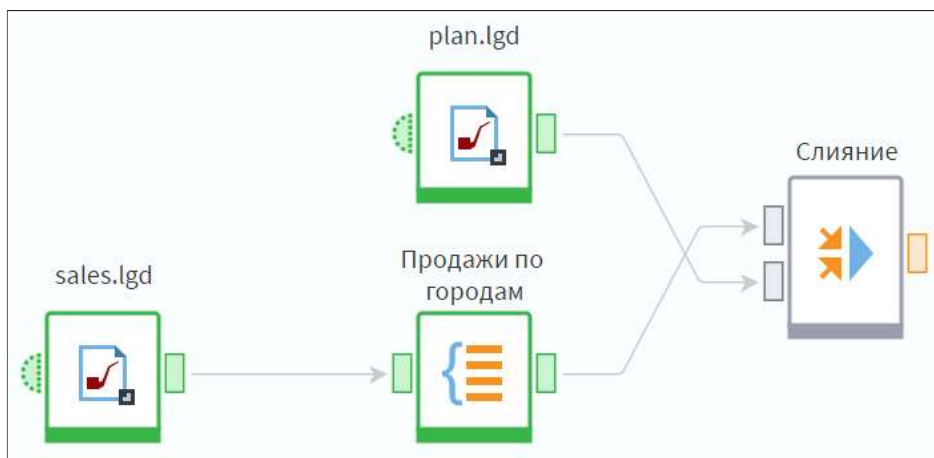 plan.lgd
Слияние
Продажи по
городам
sales.lgd